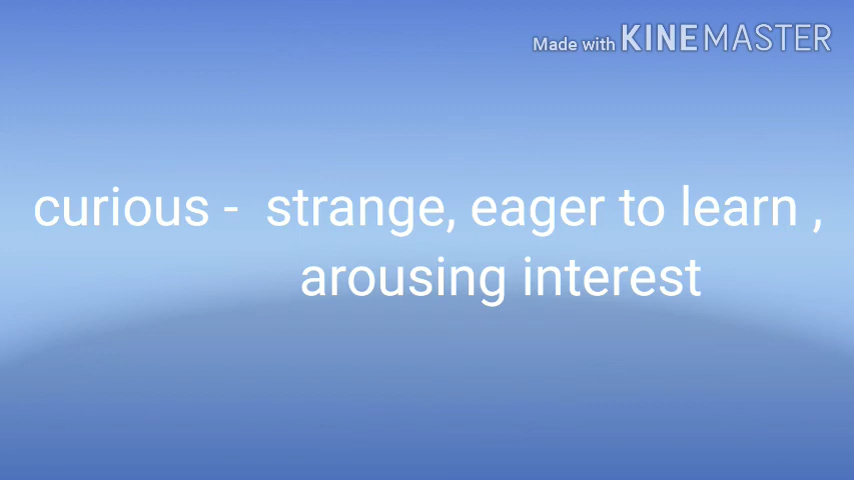 Made with KINEMASTER
curious -  strange, eager to learn ,
arousing interest